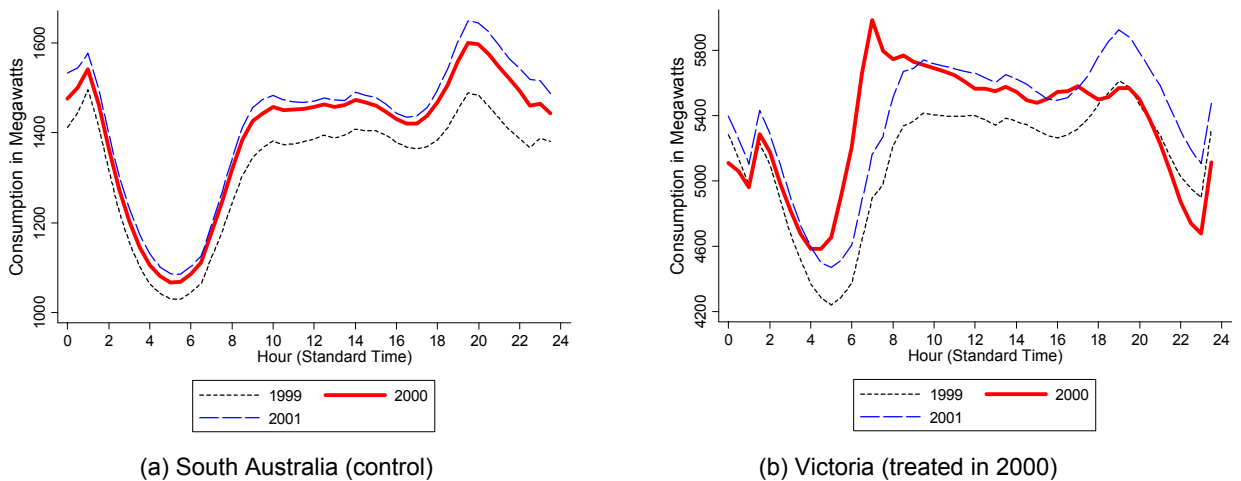 Consumption in Megawatts
1600
1400
1200
1000
0 2 4 6 8 10 12 14 16 18 20 22 24
Hour (Standard Time)
1999 2000
2001
(a) South Australia (control)
Consumption in Megawatts
5800
5400
5000
4600
4200
0 2 4 6 8 10 12 14 16 18 20 22 24
Hour (Standard Time)
1999 2000
2001
(b) Victoria (treated in 2000)